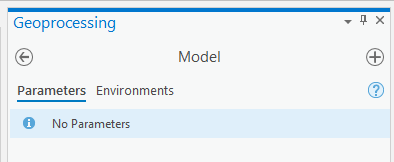 Geoprocessing
Model
Parameters Environments
No Parameters